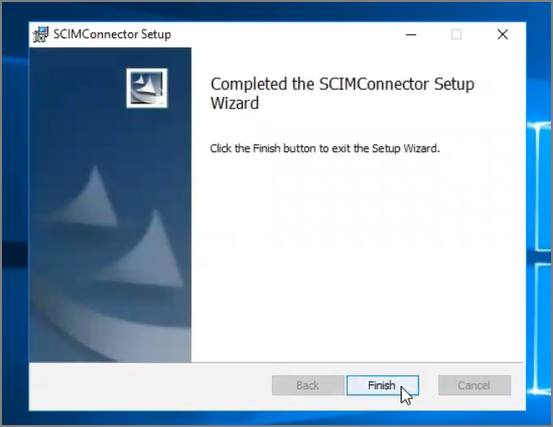 SCIMConnector Setup
Completed the SCIMConnector Setup
Wizard
Click the Finish button to exit the Setup Wizard.
Back
Finish
Cancel